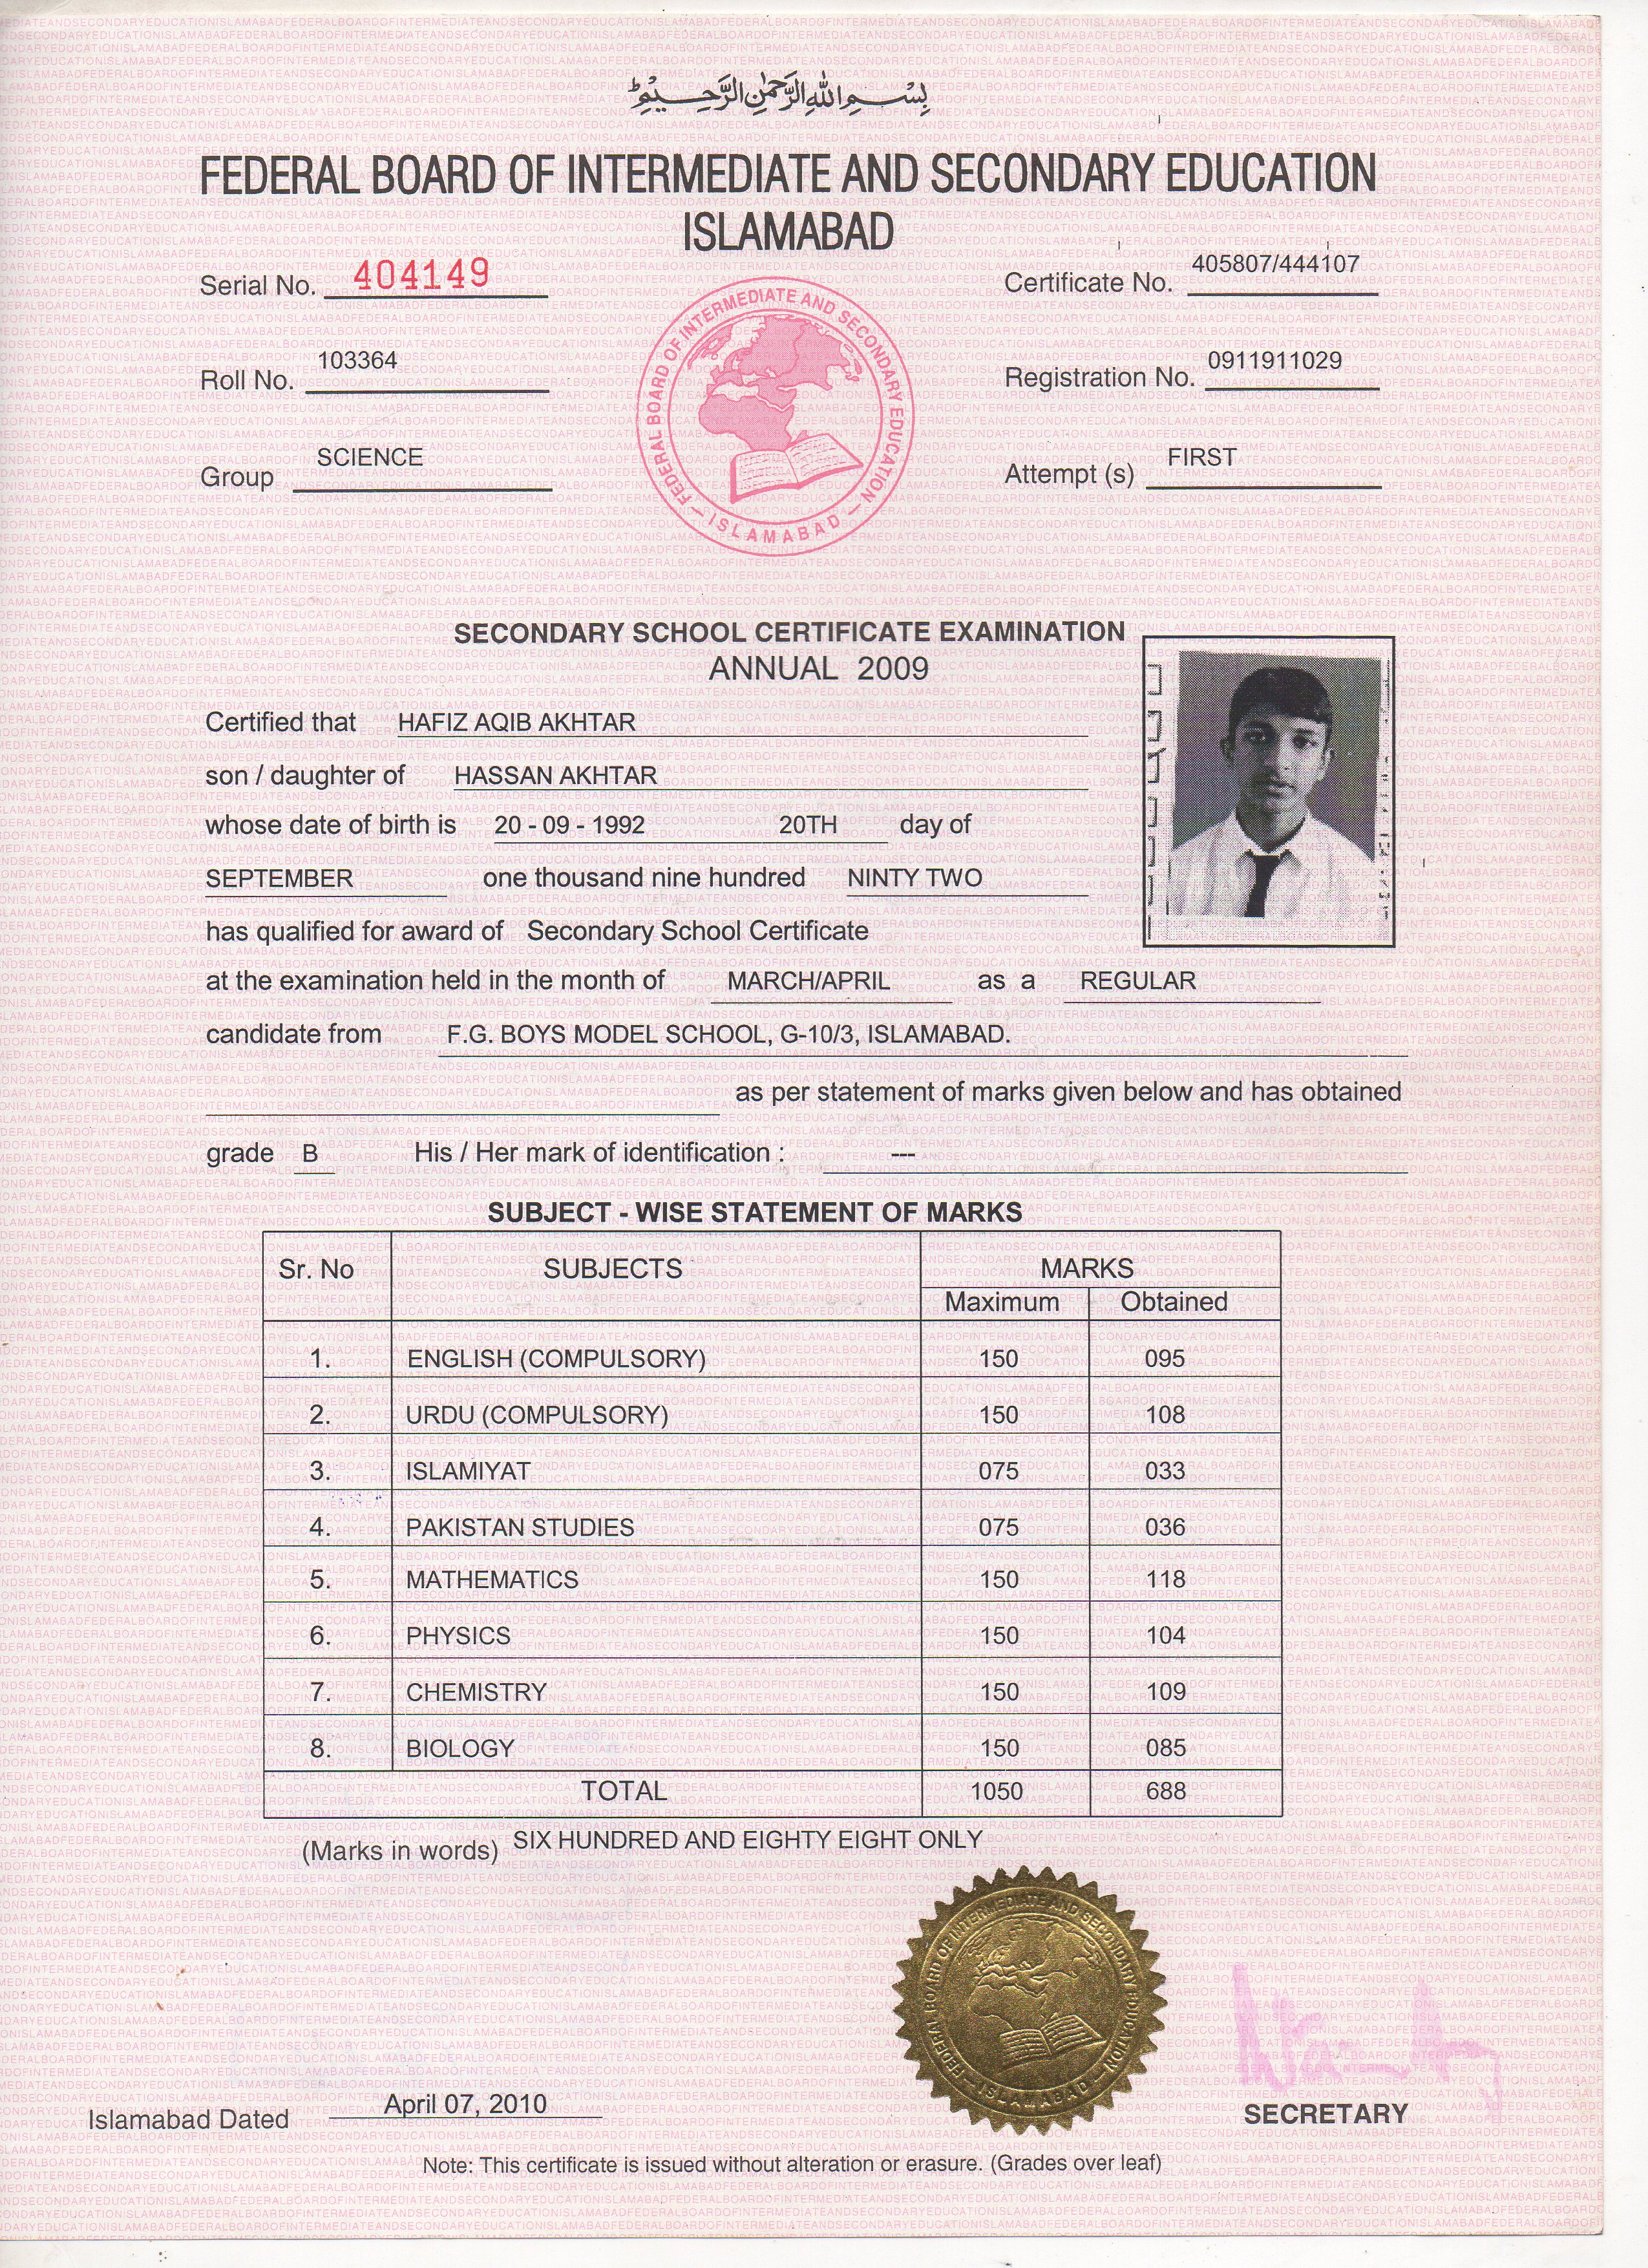 بِسْمِ اللهِ الرَّحْمٰنِ الرَّحِيْمِ
FEDERAL BOARD OF INTERMEDIATE AND SECONDARY EDUCATION
ISLAMABAD
Serial No. 404149
Certificate No. 405807/444107
Roll No. 103364
Registration No. 0911911029
Group SCIENCE
Attempt (s) FIRST
FEDERAL BOARD OF INTERMEDIATE AND SECONDARY EDUCATION
— ISLAMABAD —
SECONDARY SCHOOL CERTIFICATE EXAMINATION
ANNUAL 2009
Certified that HAFIZ AQIB AKHTAR
son / daughter of HASSAN AKHTAR
whose date of birth is 20 - 09 - 1992 20TH day of
SEPTEMBER one thousand nine hundred NINTY TWO
has qualified for award of Secondary School Certificate
at the examination held in the month of MARCH/APRIL as a REGULAR
candidate from F.G. BOYS MODEL SCHOOL, G-10/3, ISLAMABAD.
as per statement of marks given below and has obtained
grade B His / Her mark of identification : ---
SUBJECT - WISE STATEMENT OF MARKS
Sr. No SUBJECTS MARKS
Maximum Obtained
1. ENGLISH (COMPULSORY) 150 095
2. URDU (COMPULSORY) 150 108
3. ISLAMIYAT 075 033
4. PAKISTAN STUDIES 075 036
5. MATHEMATICS 150 118
6. PHYSICS 150 104
7. CHEMISTRY 150 109
8. BIOLOGY 150 085
TOTAL 1050 688
(Marks in words) SIX HUNDRED AND EIGHTY EIGHT ONLY
FEDERAL BOARD OF INTERMEDIATE AND SECONDARY EDUCATION
— ISLAMABAD —
Islamabad Dated April 07, 2010
SECRETARY
Note: This certificate is issued without alteration or erasure. (Grades over leaf)